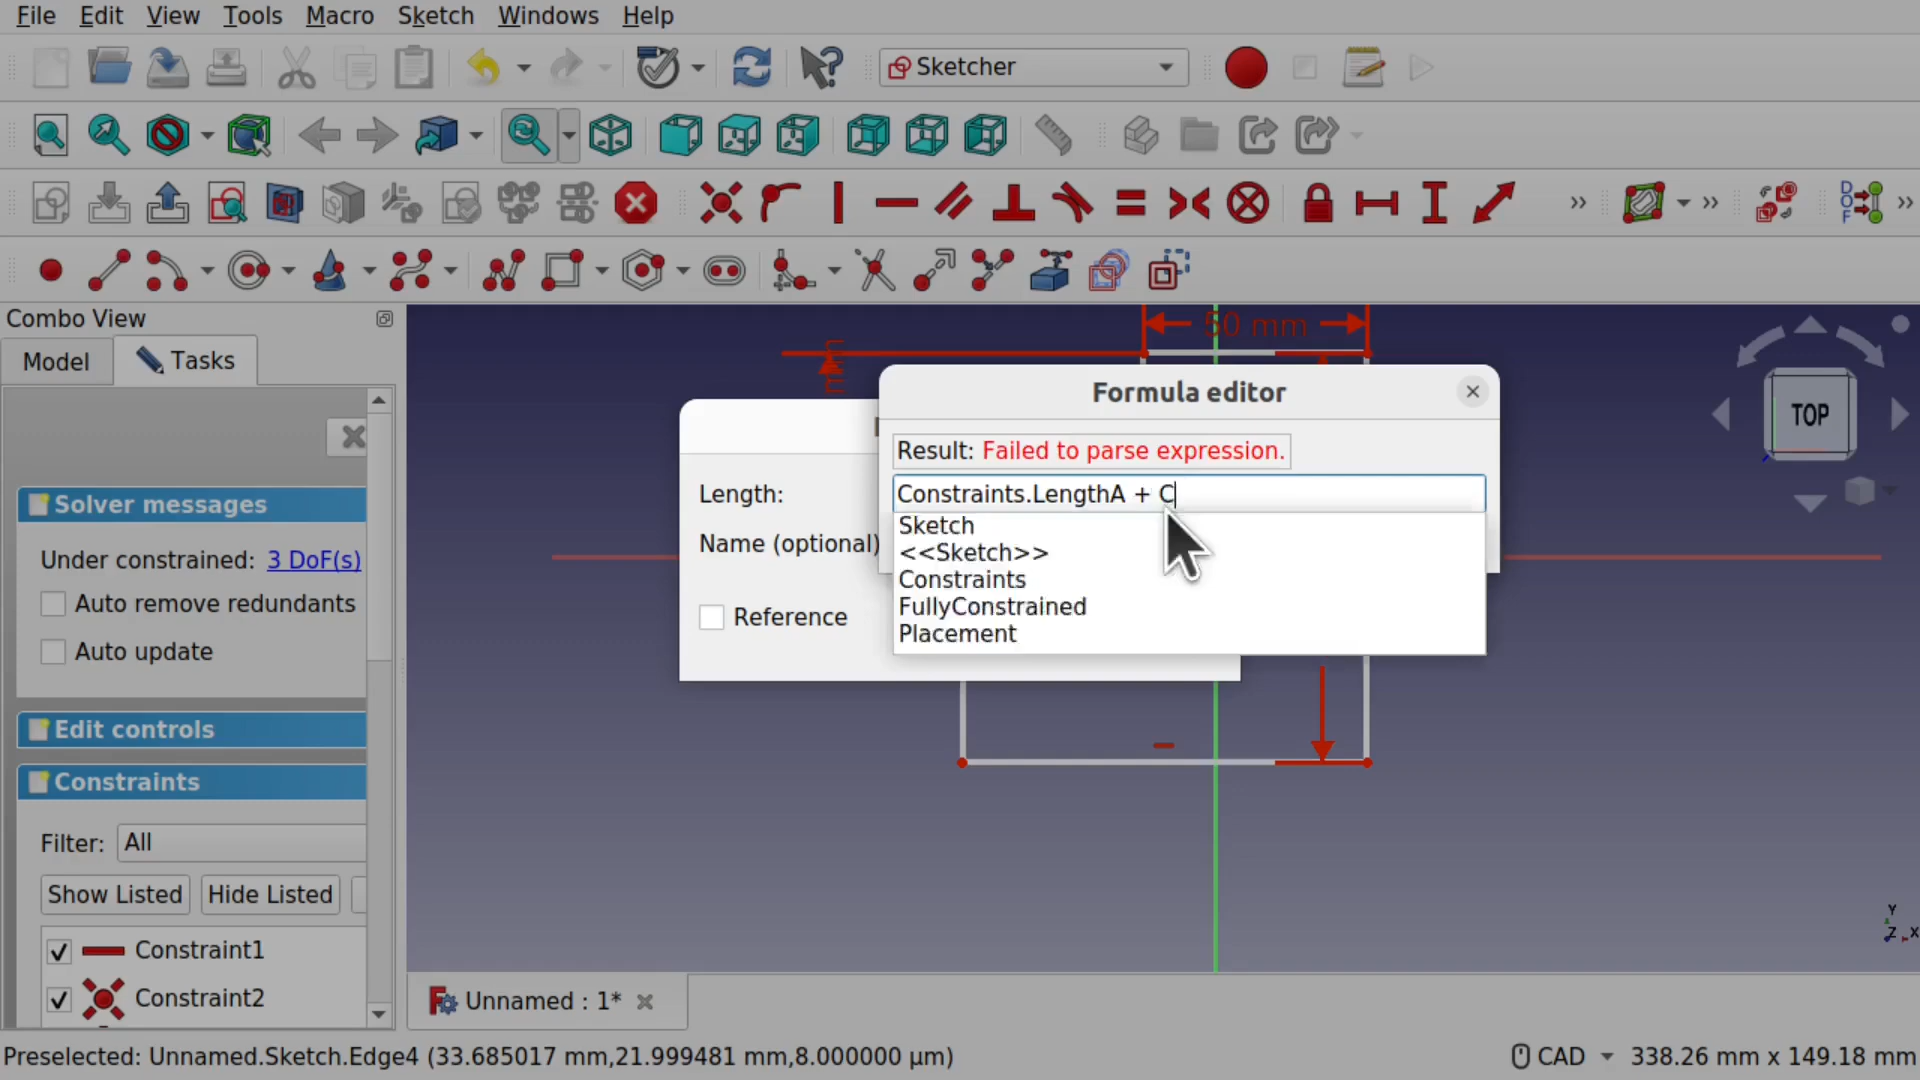 File Edit View Tools Macro Sketch Windows Help
Sketcher
Combo View
Model Tasks
Solver messages
Under constrained: 3 DoF(s)
Auto remove redundants
Auto update
Edit controls
Constraints
Filter: All
Show Listed Hide Listed
Constraint1
Constraint2
50 mm
mm
TOP
Formula editor
Result: Failed to parse expression.
Constraints.LengthA + C
Sketch
<<Sketch>>
Constraints
FullyConstrained
Placement
Length:
Name (optional)
Reference
Y
Z X
Unnamed : 1*
Preselected: Unnamed.Sketch.Edge4 (33.685017 mm,21.999481 mm,8.000000 µm)
CAD 338.26 mm x 149.18 mm